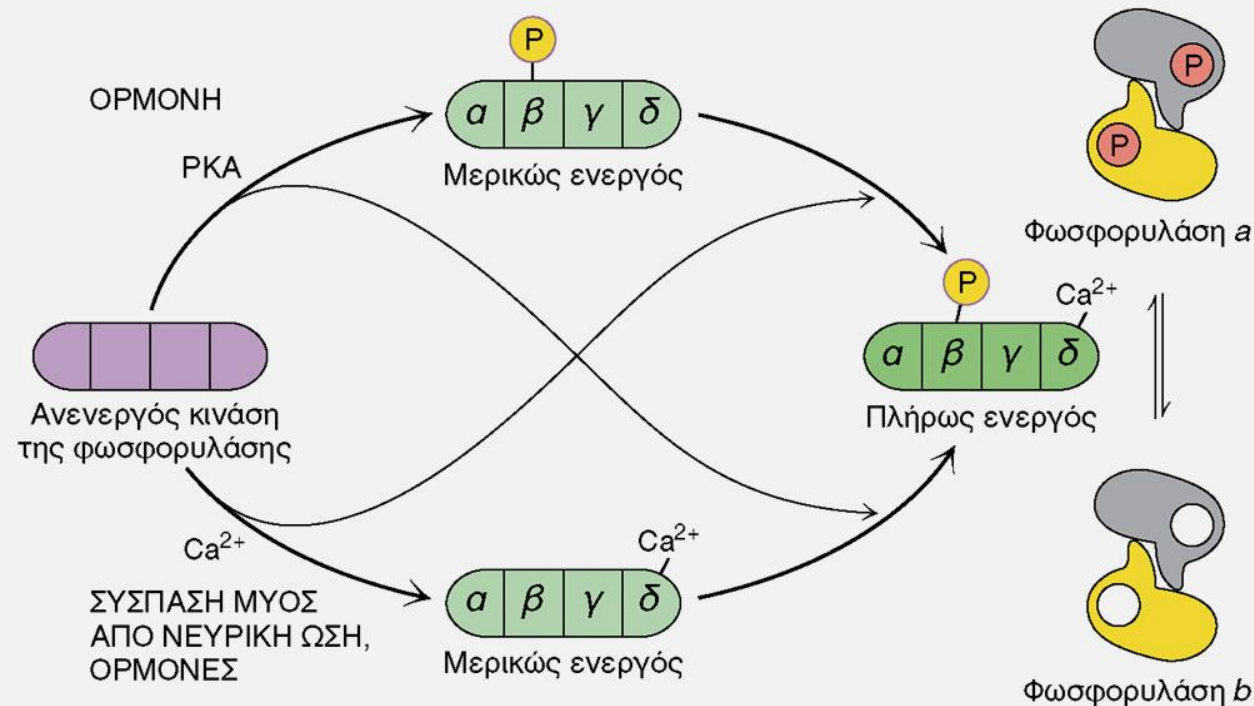 P
ΟΡΜΟΝΗ
α β γ δ
P
PKA
Μερικώς ενεργός
P
Φωσφορυλάση a
P
Ca2+
α β γ δ
Ανενεργός κινάση
της φωσφορυλάσης
Πλήρως ενεργός
Ca2+
Ca2+
α β γ δ
ΣΥΣΠΑΣΗ ΜΥΟΣ
ΑΠΟ ΝΕΥΡΙΚΗ ΩΣΗ,
ΟΡΜΟΝΕΣ
Μερικώς ενεργός
Φωσφορυλάση b